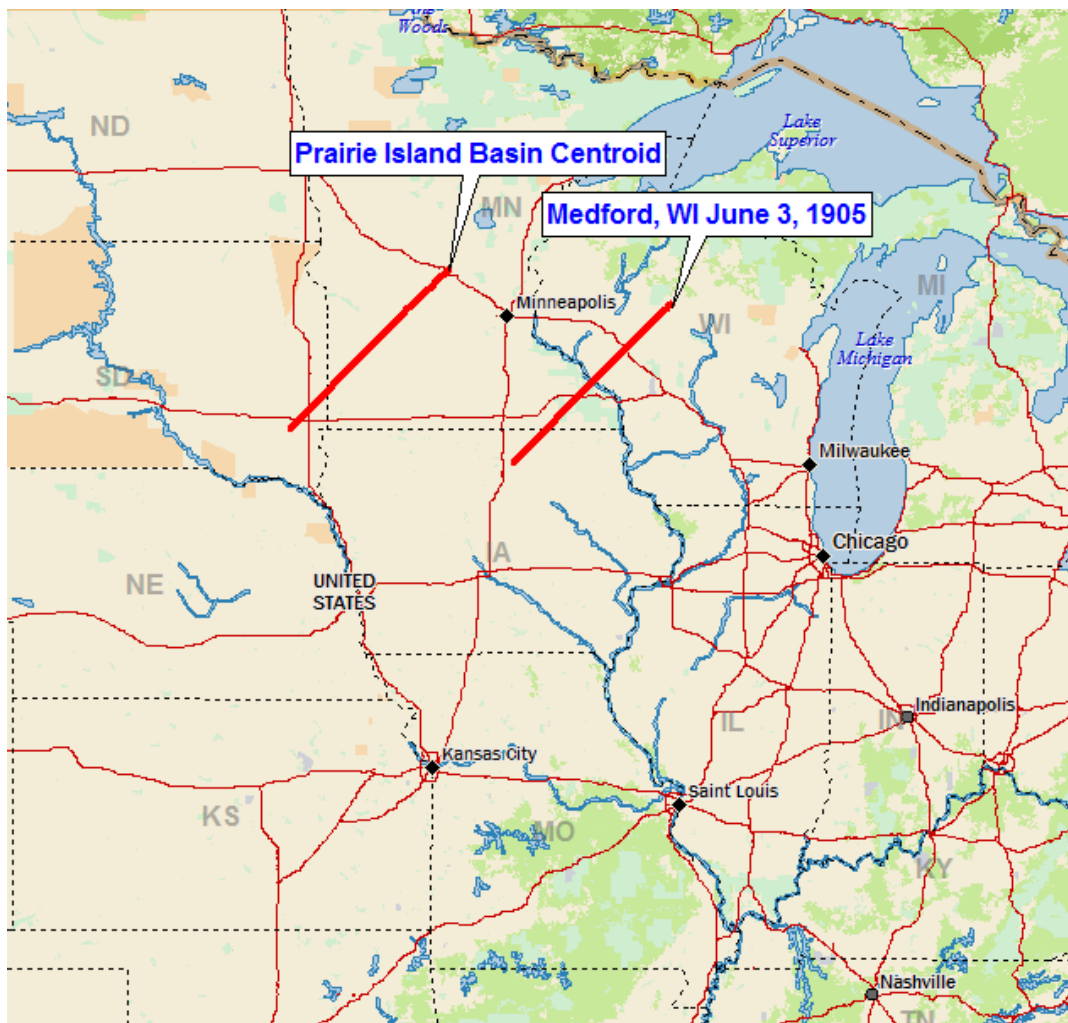 the
Woods
ND
Lake
Superior
Prairie Island Basin Centroid
MN
Medford, WI June 3, 1905
MI
Minneapolis
WI
Lake
Michigan
SD
Milwaukee
Chicago
IA
NE
UNITED
STATES
Indianapolis
IL
IN
Kansas City
Saint Louis
KS
MO
KY
Nashville
TN